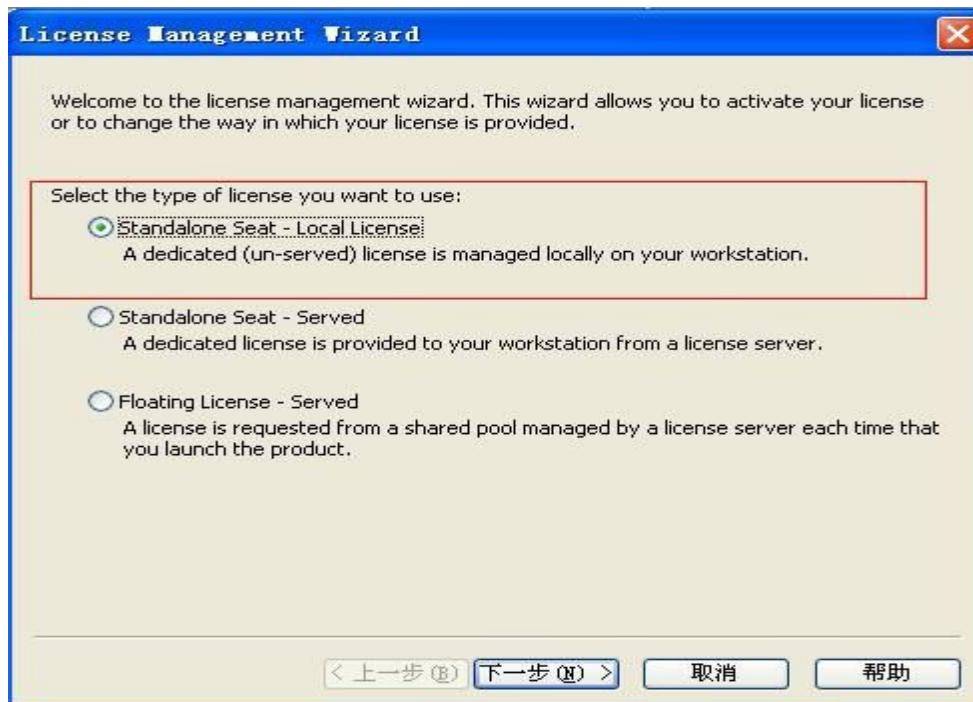 License Management Wizard
Welcome to the license management wizard. This wizard allows you to activate your license
or to change the way in which your license is provided.
Select the type of license you want to use:
Standalone Seat - Local License
A dedicated (un-served) license is managed locally on your workstation.
Standalone Seat - Served
A dedicated license is provided to your workstation from a license server.
Floating License - Served
A license is requested from a shared pool managed by a license server each time that
you launch the product.
< 上一步(B) 下一步(N) > 取消 帮助